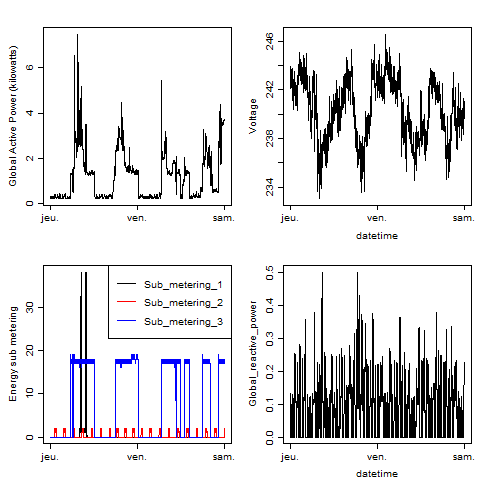 Global Active Power (kilowatts)
0
2
4
6
jeu.
ven.
sam.
Voltage
234
238
242
246
jeu.
ven.
sam.
datetime
Energy sub metering
0
10
20
30
Sub_metering_1
Sub_metering_2
Sub_metering_3
jeu.
ven.
sam.
Global_reactive_power
0.0
0.1
0.2
0.3
0.4
0.5
jeu.
ven.
sam.
datetime